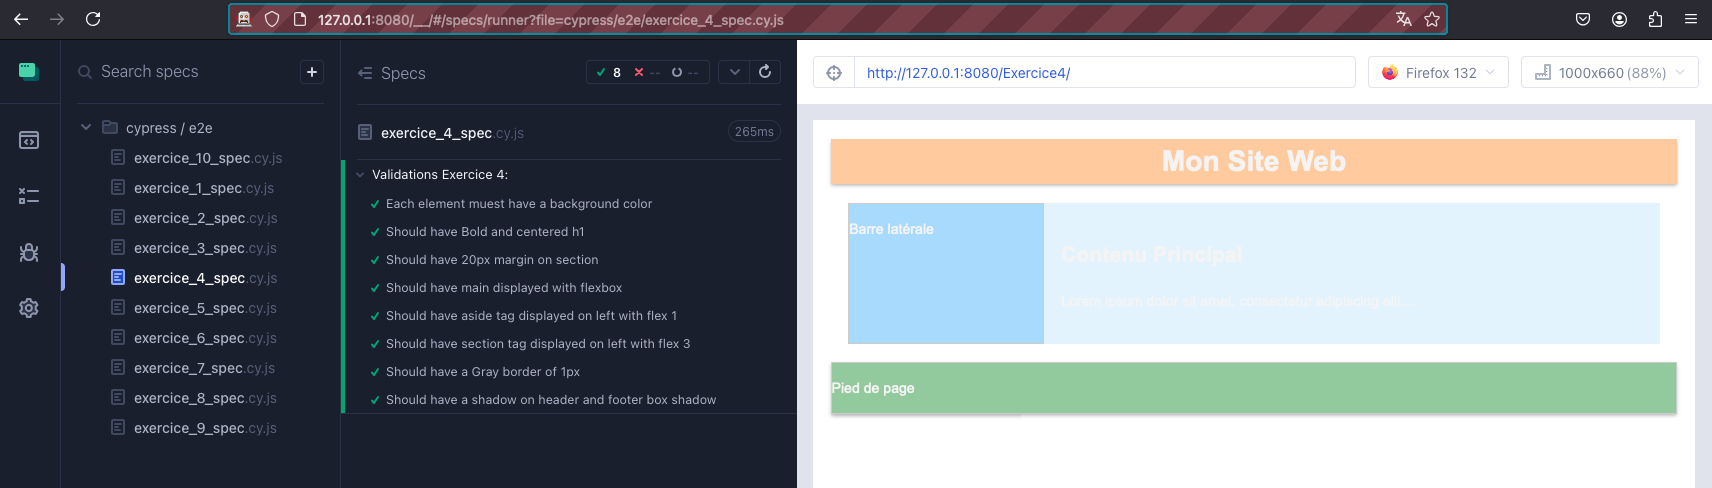 127.0.0.1:8080/__/#/specs/runner?file=cypress/e2e/exercice_4_spec.cy.js
Search specs
+
cypress / e2e
exercice_10_spec.cy.js
exercice_1_spec.cy.js
exercice_2_spec.cy.js
exercice_3_spec.cy.js
exercice_4_spec.cy.js
exercice_5_spec.cy.js
exercice_6_spec.cy.js
exercice_7_spec.cy.js
exercice_8_spec.cy.js
exercice_9_spec.cy.js
Specs
8 -- --
exercice_4_spec.cy.js 265ms
Validations Exercice 4:
Each element muest have a background color
Should have Bold and centered h1
Should have 20px margin on section
Should have main displayed with flexbox
Should have aside tag displayed on left with flex 1
Should have section tag displayed on left with flex 3
Should have a Gray border of 1px
Should have a shadow on header and footer box shadow
http://127.0.0.1:8080/Exercice4/
Firefox 132
1000x660 (88%)
Mon Site Web
Barre latérale
Contenu Principal
Lorem ipsum dolor sit amet, consectetur adipiscing elit...
Pied de page